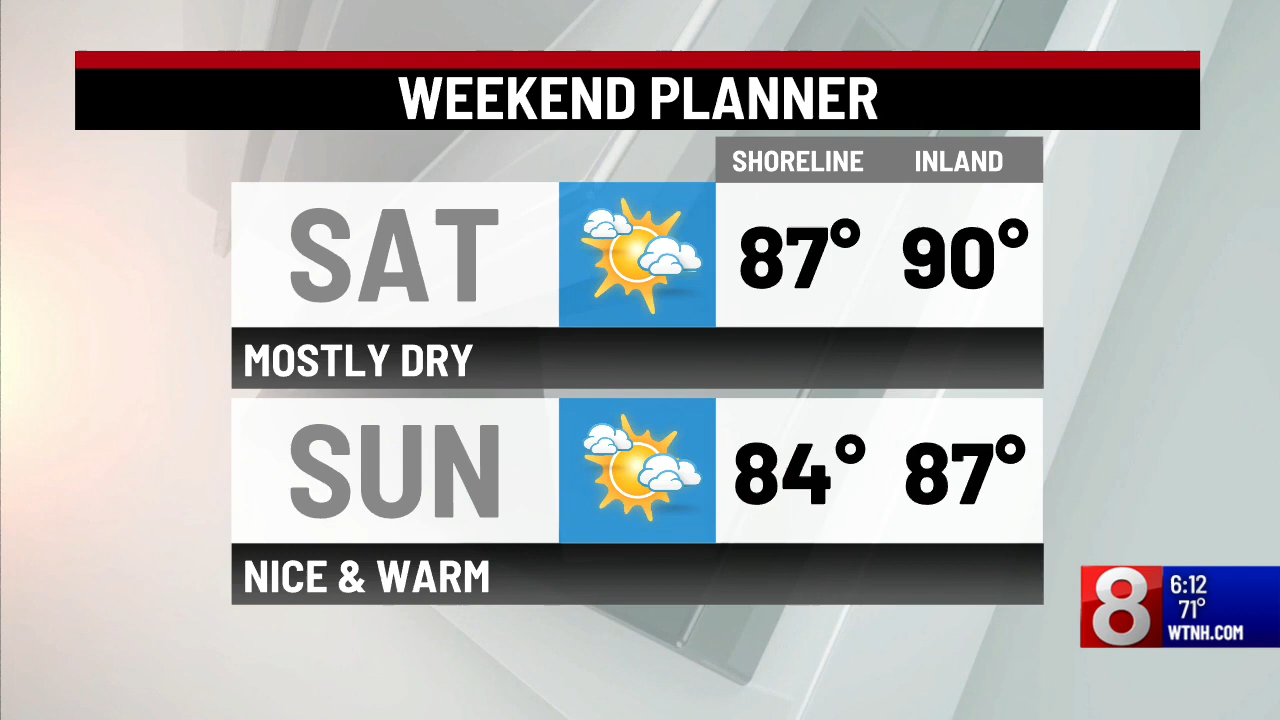 WEEKEND PLANNER
SHORELINE INLAND
SAT 87° 90°
MOSTLY DRY
SUN 84° 87°
NICE & WARM
8
6:12
71°
WTNH.COM